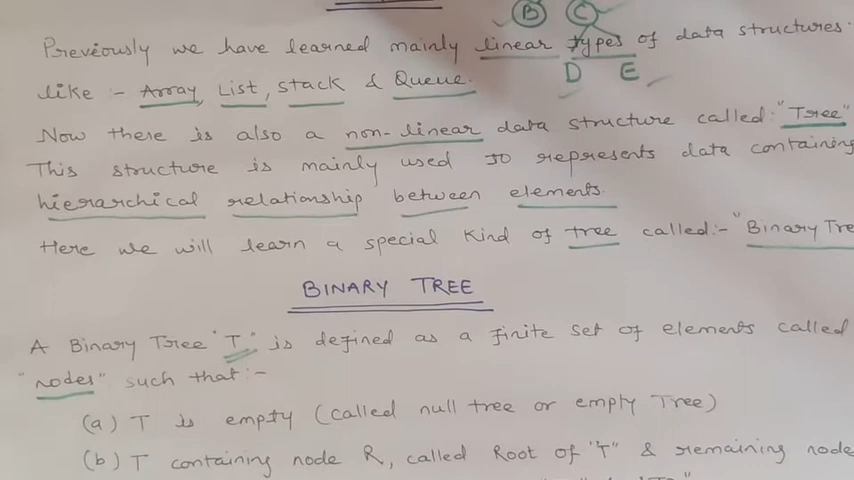 B C
Previously we have learned mainly linear types of data structures.
D E
like :- Array, List, Stack & Queue.
Now there is also a non-linear data structure called: "Tree"
This structure is mainly used to represents data containing
hierarchical relationship between elements.
Here we will learn a special kind of tree called:- "Binary Tre
BINARY TREE
A Binary Tree "T" is defined as a finite set of elements called
"nodes" such that :-
(a) T is empty (called null tree or empty Tree)
(b) T containing node R, called Root of "T" & remaining node